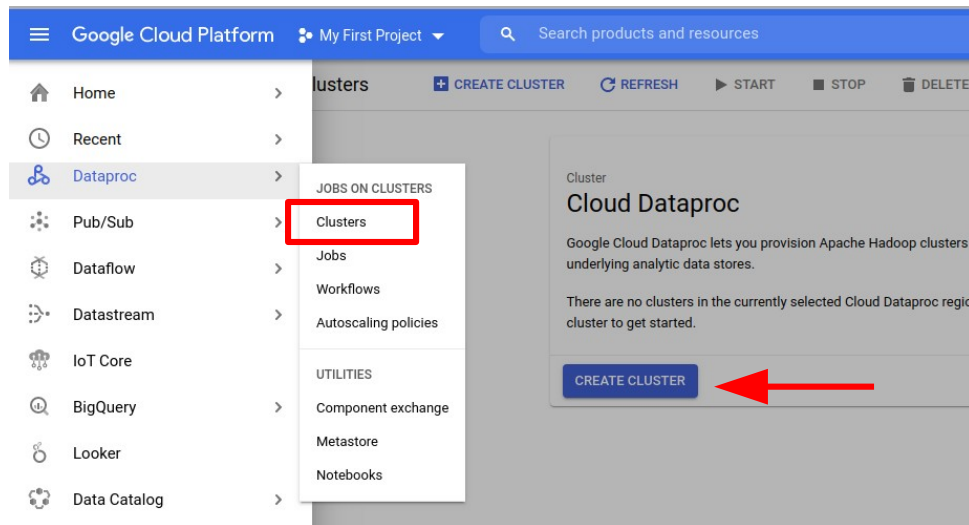 Google Cloud Platform
My First Project
Search products and resources
Home
Recent
Dataproc
Pub/Sub
Dataflow
Datastream
IoT Core
BigQuery
Looker
Data Catalog
JOBS ON CLUSTERS
Clusters
Jobs
Workflows
Autoscaling policies
UTILITIES
Component exchange
Metastore
Notebooks
lusters
CREATE CLUSTER
REFRESH
START
STOP
DELETE
Cluster
Cloud Dataproc
Google Cloud Dataproc lets you provision Apache Hadoop clusters
underlying analytic data stores.
There are no clusters in the currently selected Cloud Dataproc regio
cluster to get started.
CREATE CLUSTER